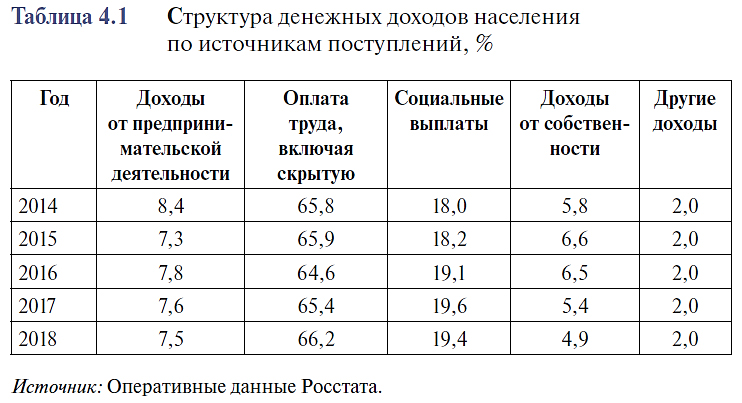 Таблица 4.1 Структура денежных доходов населения
по источникам поступлений, %
Год Доходы от предпринимательской деятельности Оплата труда, включая скрытую Социальные выплаты Доходы от собственности Другие доходы
2014 8,4 65,8 18,0 5,8 2,0
2015 7,3 65,9 18,2 6,6 2,0
2016 7,8 64,6 19,1 6,5 2,0
2017 7,6 65,4 19,6 5,4 2,0
2018 7,5 66,2 19,4 4,9 2,0
Источник: Оперативные данные Росстата.